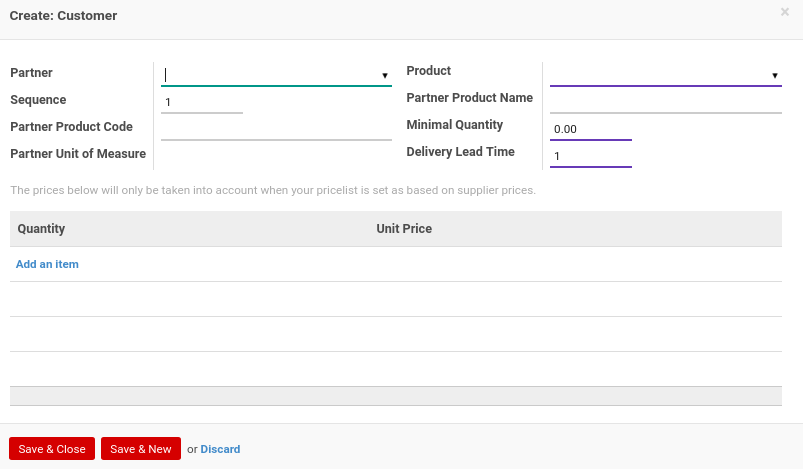 Create: Customer ×
Partner
Sequence 1
Partner Product Code
Partner Unit of Measure
Product
Partner Product Name
Minimal Quantity 0.00
Delivery Lead Time 1
The prices below will only be taken into account when your pricelist is set as based on supplier prices.
Quantity Unit Price
Add an item
Save & Close Save & New or Discard